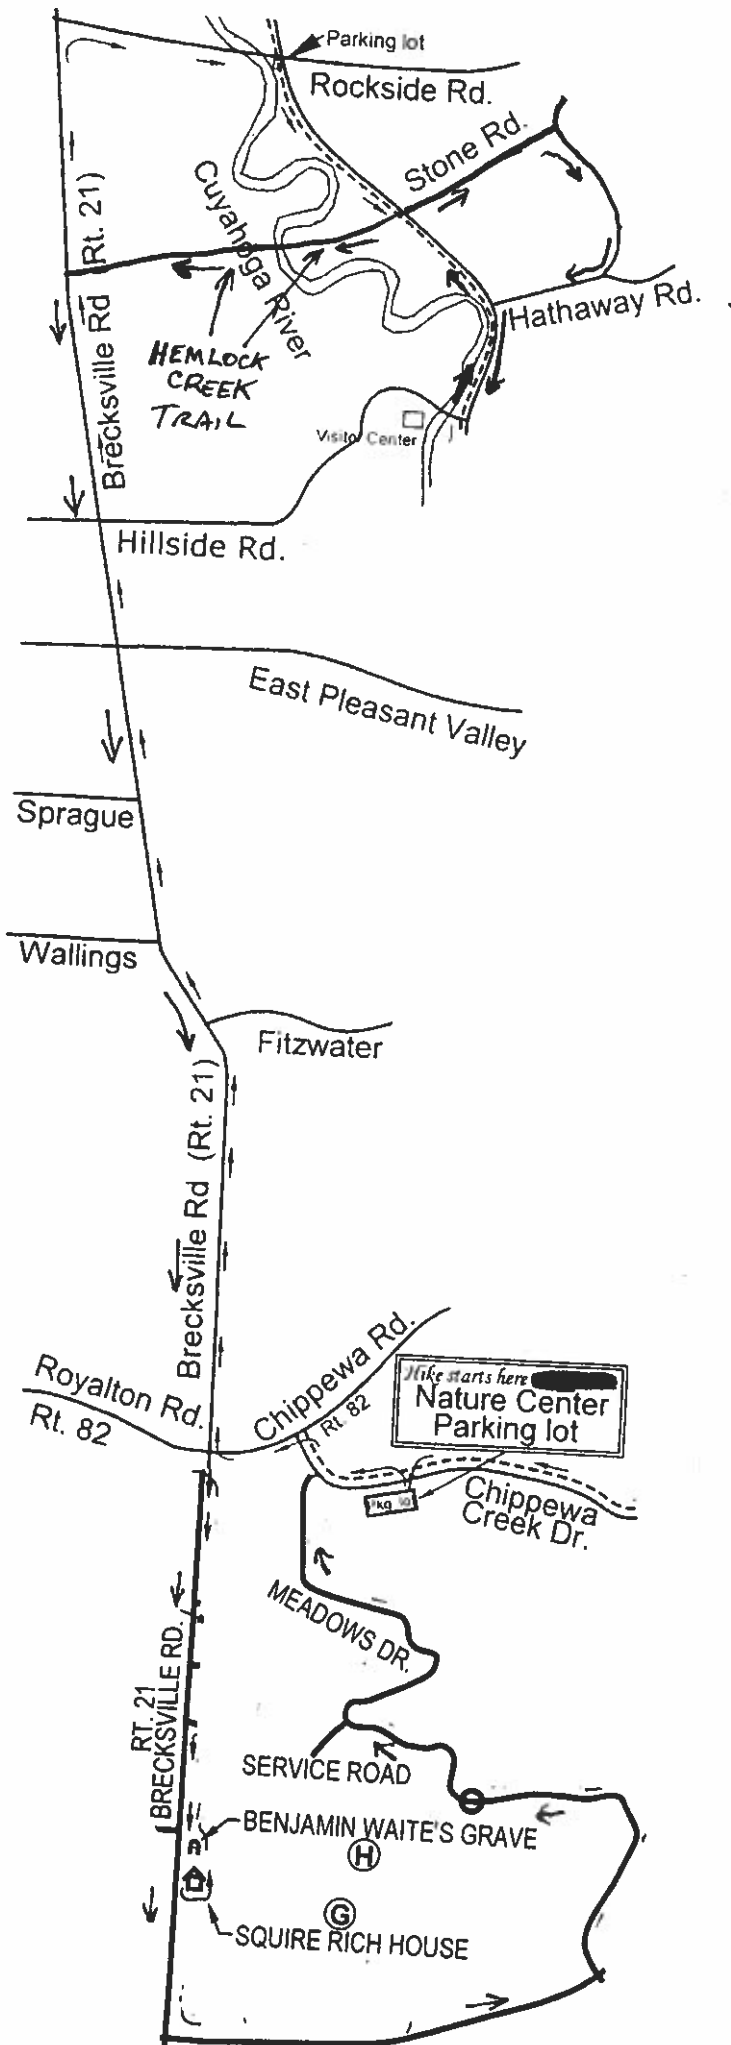 Parking lot
Rockside Rd.
Stone Rd.
Cuyahoga River
(Rt. 21)
Brecksville Rd
Hathaway Rd.
HEMLOCK
CREEK
TRAIL
Center
Hillside Rd.
East Pleasant Valley
Sprague
Wallings
Fitzwater
Brecksville Rd (Rt. 21)
Royalton Rd.
Rt. 82
Chippewa Rd.
Rt. 82
Hike starts here
Nature Center
Parking lot
Chippewa
Creek Dr.
MEADOWS DR.
RT. 21
BRECKSVILLE RD.
SERVICE ROAD
BENJAMIN WAITE'S GRAVE
H
G
SQUIRE RICH HOUSE